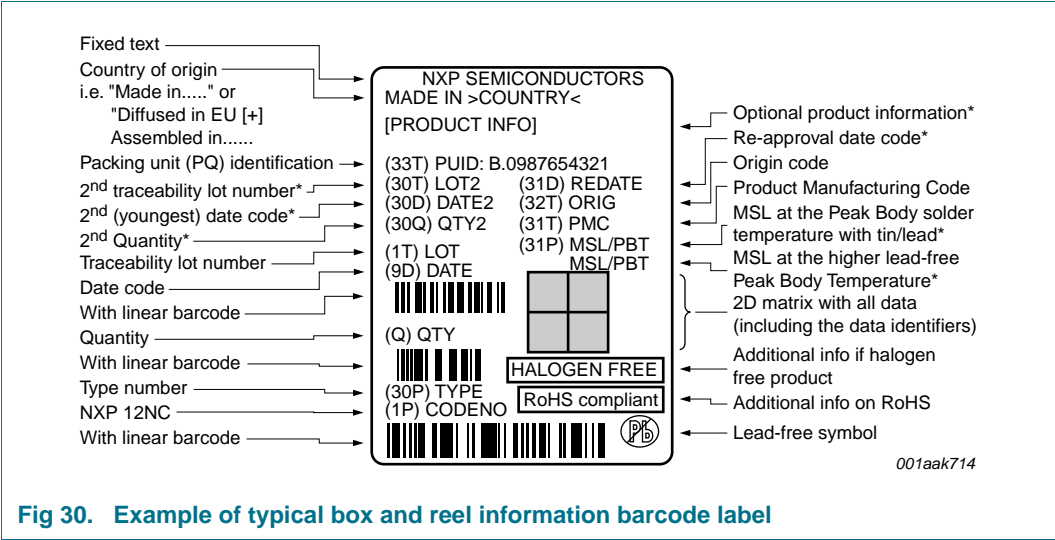 Fixed text
Country of origin
i.e. "Made in....." or
"Diffused in EU [+]
Assembled in......
Packing unit (PQ) identification
2nd traceability lot number*
2nd (youngest) date code*
2nd Quantity*
Traceability lot number
Date code
With linear barcode
Quantity
With linear barcode
Type number
NXP 12NC
With linear barcode
NXP SEMICONDUCTORS
MADE IN >COUNTRY<
[PRODUCT INFO]
(33T) PUID: B.0987654321
(30T) LOT2 (31D) REDATE
(30D) DATE2 (32T) ORIG
(30Q) QTY2 (31T) PMC
(31P) MSL/PBT
(1T) LOT MSL/PBT
(9D) DATE
(Q) QTY
HALOGEN FREE
(30P) TYPE
RoHS compliant
(1P) CODENO
Pb
Optional product information*
Re-approval date code*
Origin code
Product Manufacturing Code
MSL at the Peak Body solder
temperature with tin/lead*
MSL at the higher lead-free
Peak Body Temperature*
2D matrix with all data
(including the data identifiers)
Additional info if halogen
free product
Additional info on RoHS
Lead-free symbol
001aak714
Fig 30. Example of typical box and reel information barcode label